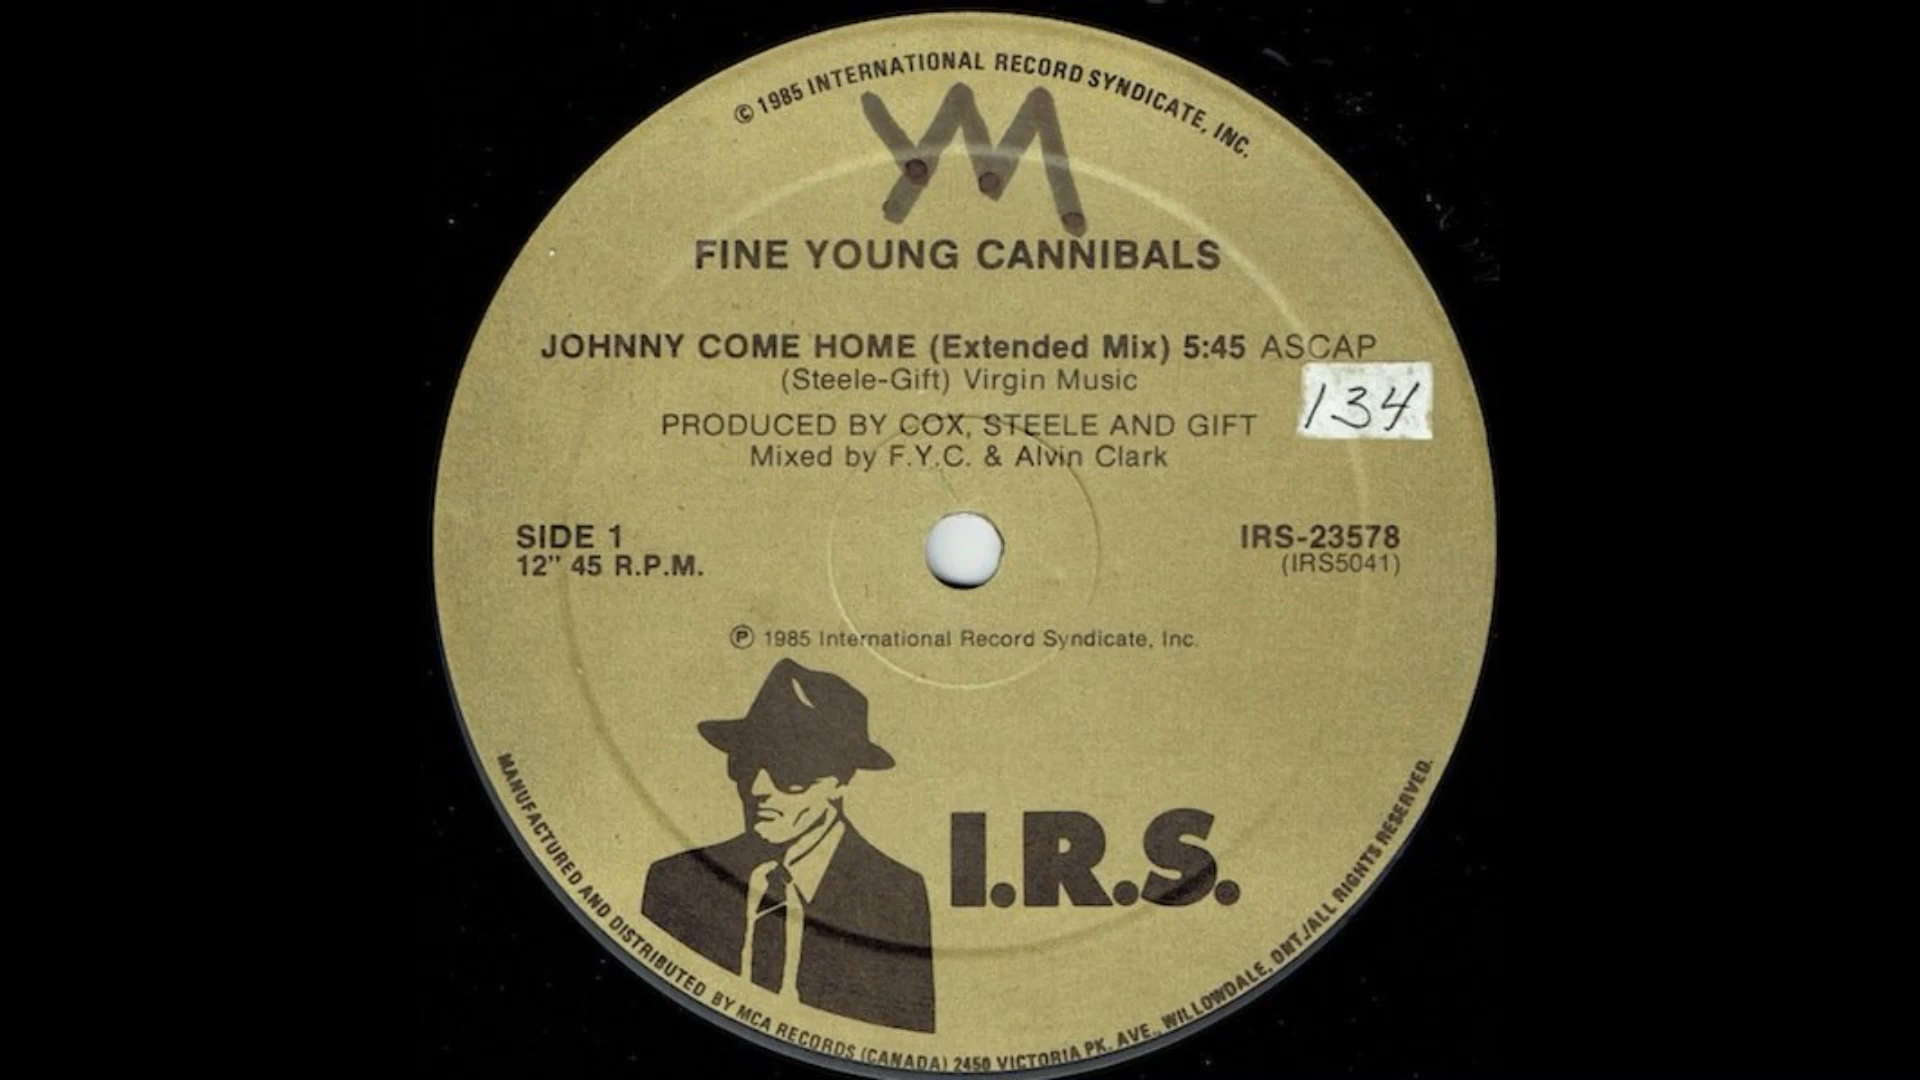 © 1985 INTERNATIONAL RECORD SYNDICATE, INC.
YM
FINE YOUNG CANNIBALS
JOHNNY COME HOME (Extended Mix) 5:45 ASCAP
(Steele-Gift) Virgin Music
134
PRODUCED BY COX, STEELE AND GIFT
Mixed by F.Y.C. & Alvin Clark
SIDE 1
12" 45 R.P.M.
IRS-23578
(IRS5041)
℗ 1985 International Record Syndicate, Inc.
I.R.S.
MANUFACTURED AND DISTRIBUTED BY MCA RECORDS (CANADA) 2450 VICTORIA PK. AVE., WILLOWDALE, ONT./ALL RIGHTS RESERVED.